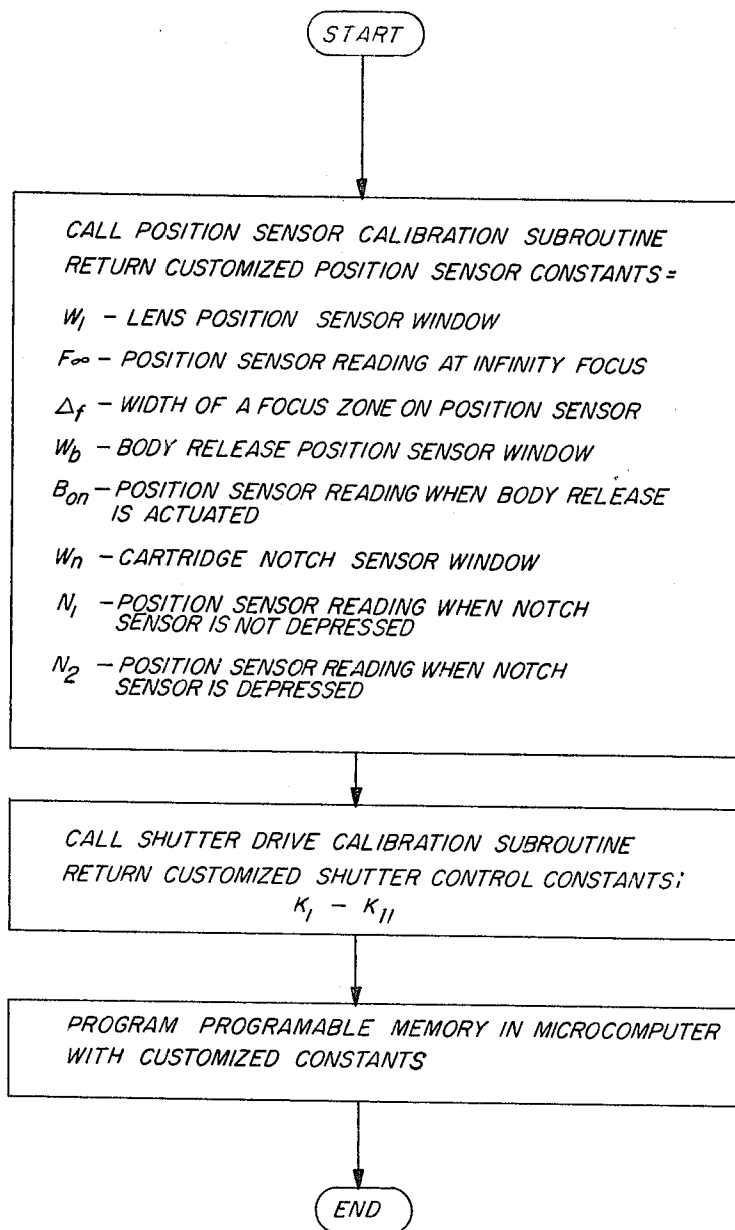 START
CALL POSITION SENSOR CALIBRATION SUBROUTINE
RETURN CUSTOMIZED POSITION SENSOR CONSTANTS=
W₁ - LENS POSITION SENSOR WINDOW
F∞ - POSITION SENSOR READING AT INFINITY FOCUS
Δf - WIDTH OF A FOCUS ZONE ON POSITION SENSOR
Wb - BODY RELEASE POSITION SENSOR WINDOW
Bon - POSITION SENSOR READING WHEN BODY RELEASE
IS ACTUATED
Wn - CARTRIDGE NOTCH SENSOR WINDOW
N₁ - POSITION SENSOR READING WHEN NOTCH
SENSOR IS NOT DEPRESSED
N₂ - POSITION SENSOR READING WHEN NOTCH
SENSOR IS DEPRESSED
CALL SHUTTER DRIVE CALIBRATION SUBROUTINE
RETURN CUSTOMIZED SHUTTER CONTROL CONSTANTS;
K₁ - K₁₁
PROGRAM PROGRAMABLE MEMORY IN MICROCOMPUTER
WITH CUSTOMIZED CONSTANTS
END